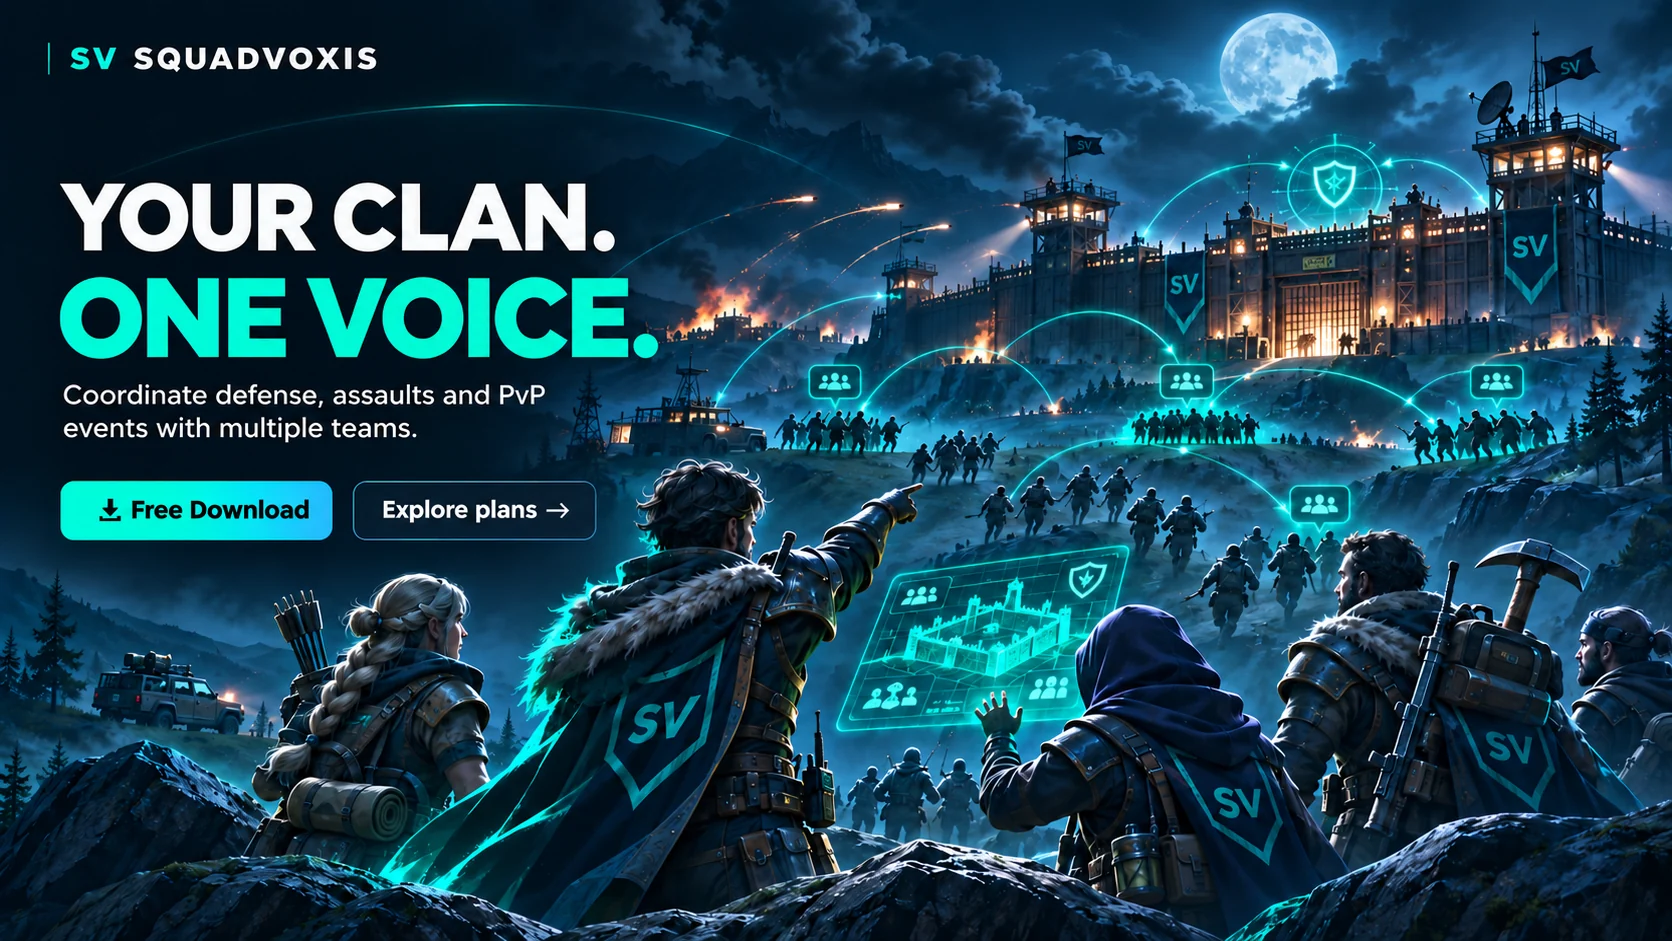 SV SQUADVOXIS
YOUR CLAN.
ONE VOICE.
Coordinate defense, assaults and PvP
events with multiple teams.
Free Download
Explore plans →
SV
SV
SV
SV
SV
SV
SV